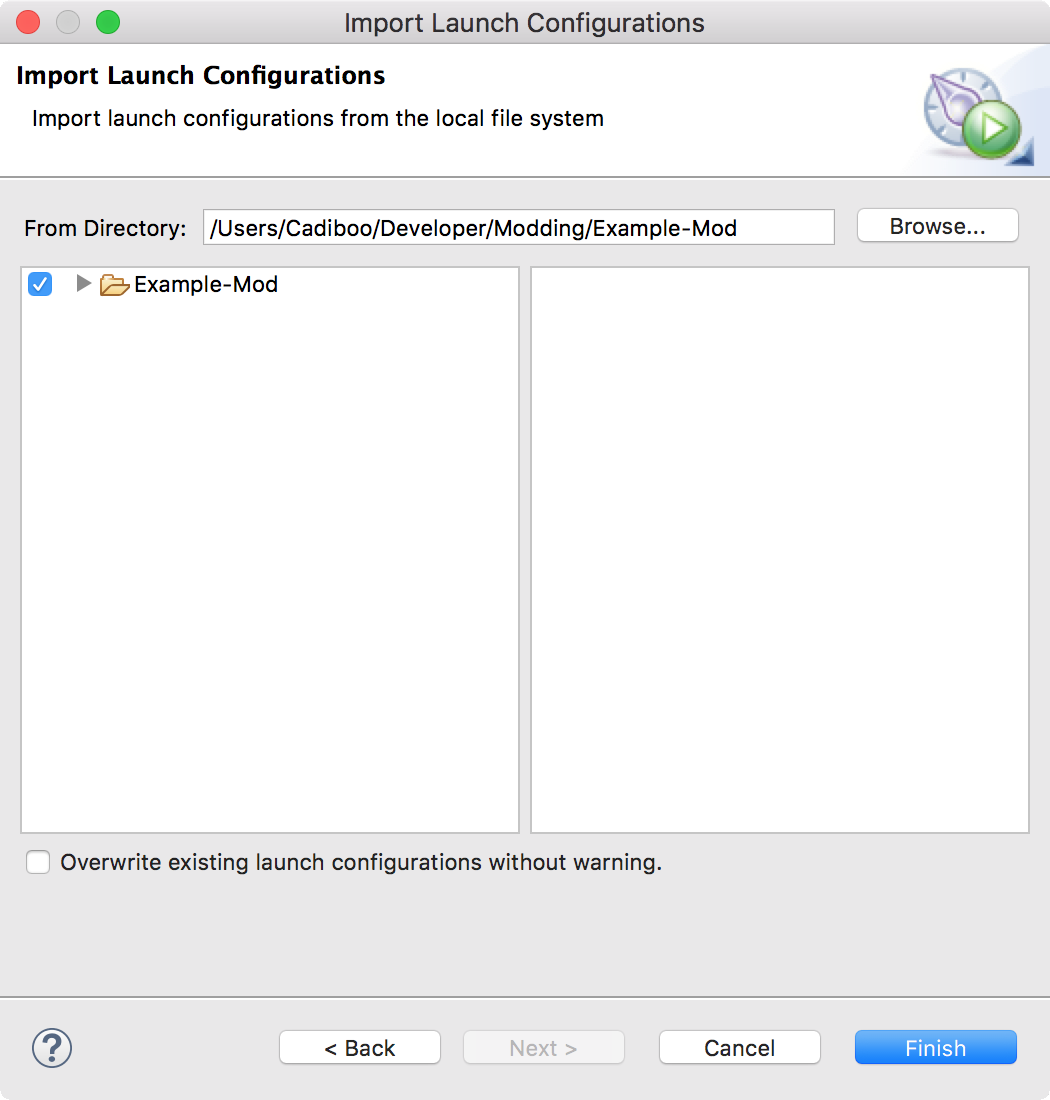 Import Launch Configurations
Import Launch Configurations
Import launch configurations from the local file system
From Directory: /Users/Cadiboo/Developer/Modding/Example-Mod Browse...
Example-Mod
Overwrite existing launch configurations without warning.
? < Back Next > Cancel Finish